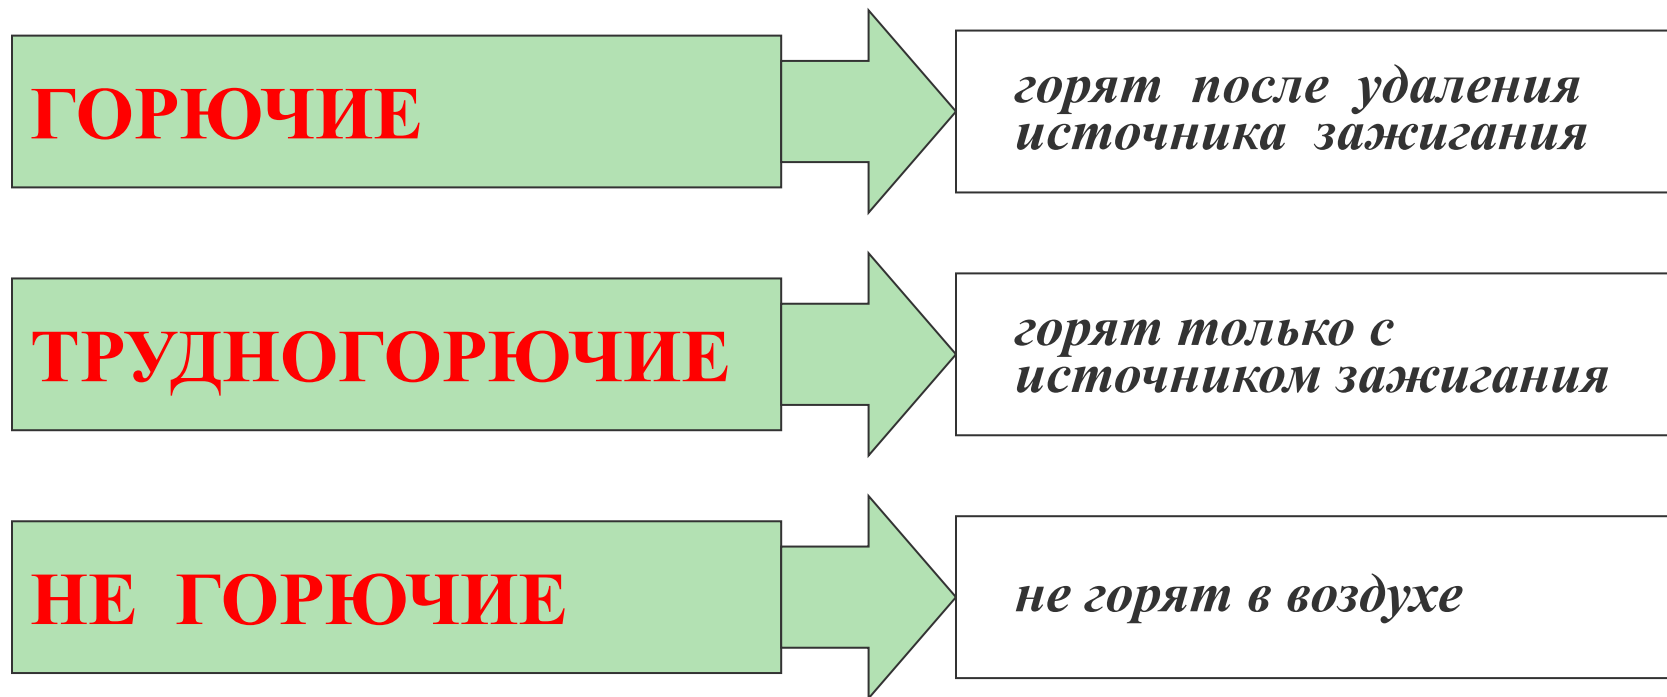 ГОРЮЧИЕ
горят после удаления
источника зажигания
ТРУДНОГОРЮЧИЕ
горят только с
источником зажигания
НЕ ГОРЮЧИЕ
не горят в воздухе